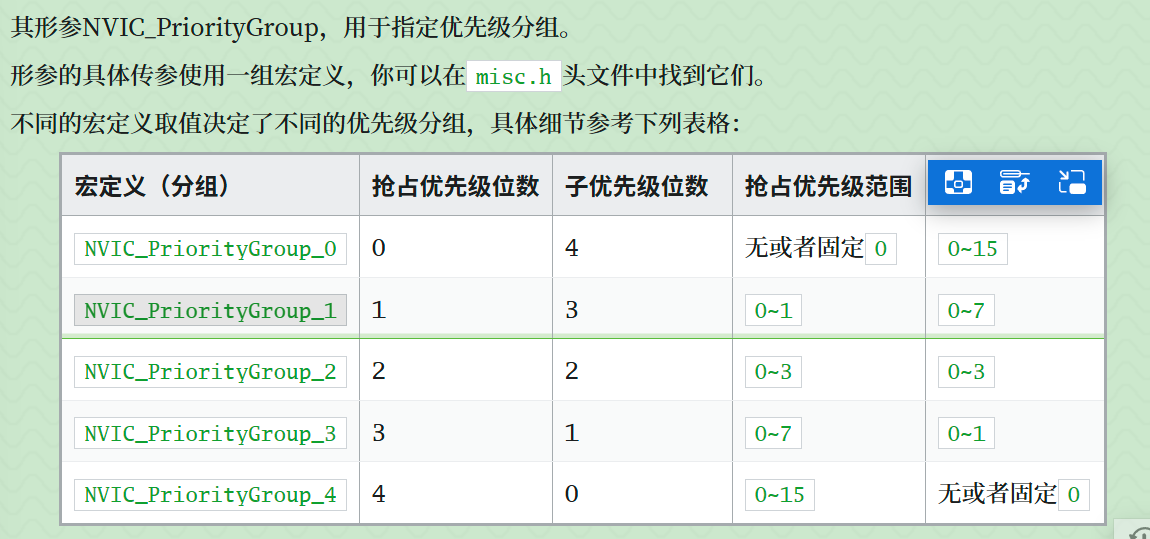 其形参NVIC_PriorityGroup，用于指定优先级分组。
形参的具体传参使用一组宏定义，你可以在misc.h头文件中找到它们。
不同的宏定义取值决定了不同的优先级分组，具体细节参考下列表格：
宏定义（分组） 抢占优先级位数 子优先级位数 抢占优先级范围
NVIC_PriorityGroup_0 0 4 无或者固定0 0~15
NVIC_PriorityGroup_1 1 3 0~1 0~7
NVIC_PriorityGroup_2 2 2 0~3 0~3
NVIC_PriorityGroup_3 3 1 0~7 0~1
NVIC_PriorityGroup_4 4 0 0~15 无或者固定0